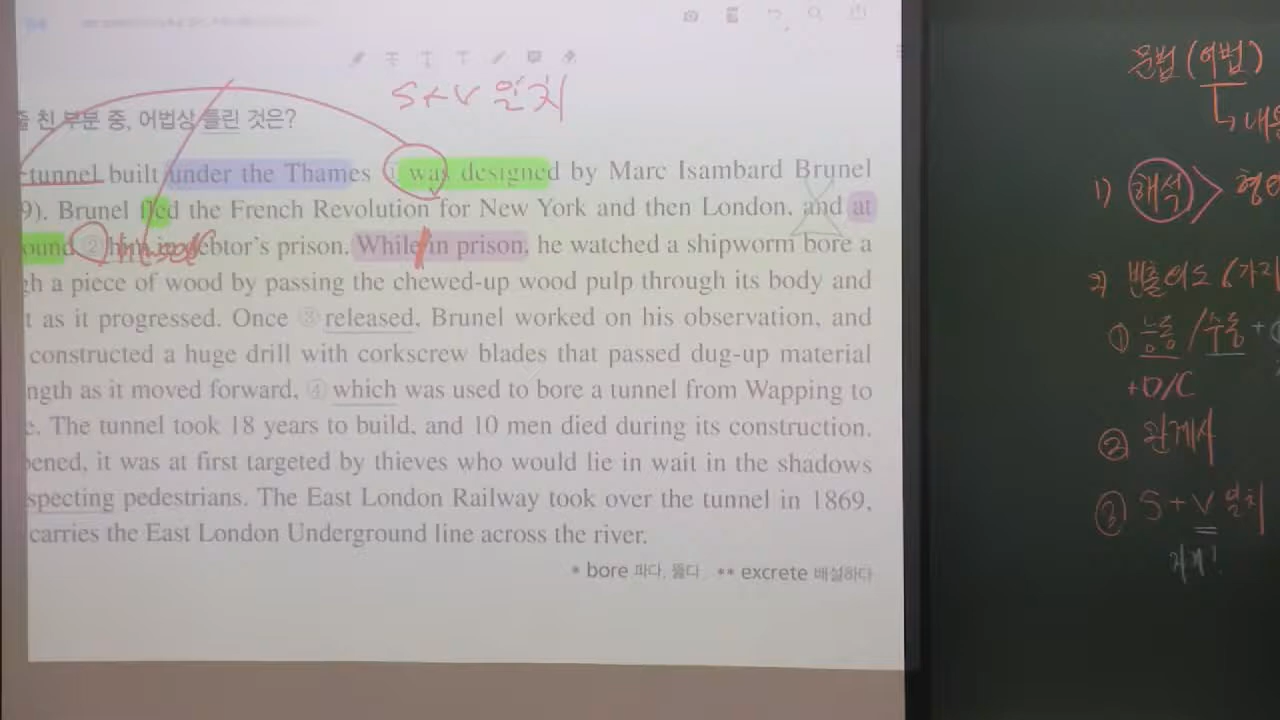 S+V 일치
줄 친 부분 중, 어법상 틀린 것은?
tunnel built under the Thames ① was designed by Marc Isambard Brunel
9). Brunel fled the French Revolution for New York and then London, and at
ound ② debtor's prison. While in prison, he watched a shipworm bore a
gh a piece of wood by passing the chewed-up wood pulp through its body and
t as it progressed. Once ③ released, Brunel worked on his observation, and
constructed a huge drill with corkscrew blades that passed dug-up material
ngth as it moved forward, ④ which was used to bore a tunnel from Wapping to
e. The tunnel took 18 years to build, and 10 men died during its construction.
pened, it was at first targeted by thieves who would lie in wait in the shadows
specting pedestrians. The East London Railway took over the tunnel in 1869,
carries the East London Underground line across the river.
* bore 파다, 뚫다 ** excrete 배설하다
문법 (어법)
↳ 내용
1) 해석 >
2) 빈출의도 6가지
① 능동 / 수동 +
+D/C
② 관계사
③ S+V 일치